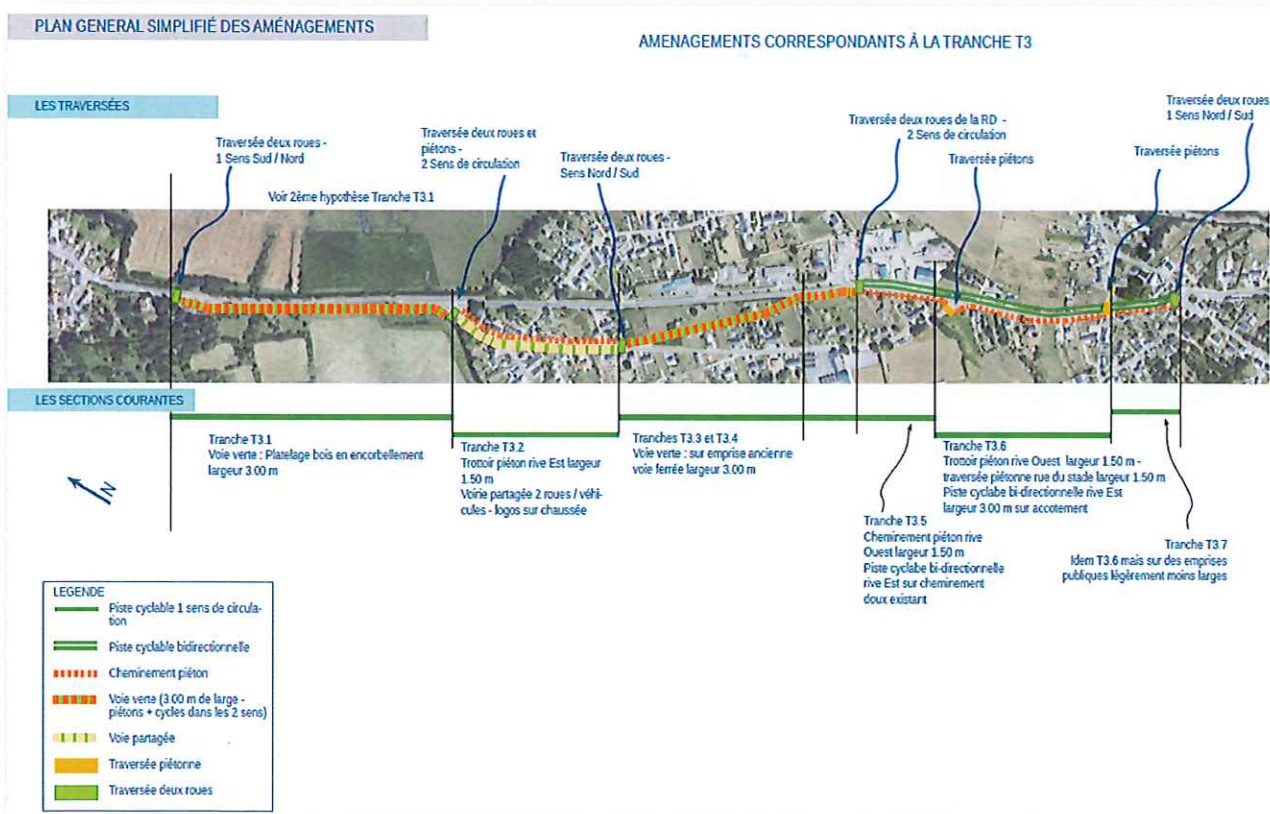 PLAN GENERAL SIMPLIFIÉ DES AMÉNAGEMENTS
AMENAGEMENTS CORRESPONDANTS À LA TRANCHE T3
LES TRAVERSÉES
Traversée deux roues -
1 Sens Sud / Nord
Voir 2ème hypothèse Tranche T3.1
Traversée deux roues et
piétons -
2 Sens de circulation
Traversée deux roues -
Sens Nord / Sud
Traversée deux roues de la RD -
2 Sens de circulation
Traversée piétons
Traversée piétons
Traversée deux roues
1 Sens Nord / Sud
LES SECTIONS COURANTES
Tranche T3.1
Voie verte : Platelage bois en encorbellement
largeur 3.00 m
Tranche T3.2
Trottoir piéton rive Est largeur
1.50 m
Voirie partagée 2 roues / véhi-
cules - logos sur chaussée
Tranches T3.3 et T3.4
Voie verte : sur emprise ancienne
voie ferrée largeur 3.00 m
Tranche T3.5
Cheminement piéton rive
Ouest largeur 1.50 m
Piste cyclabe bi-directionnelle
rive Est sur cheminement
doux existant
Tranche T3.6
Trottoir piéton rive Ouest largeur 1.50 m -
traversée piétonne rue du stade largeur 1.50 m
Piste cyclabe bi-directionnelle rive Est
largeur 3.00 m sur accotement
Tranche T3.7
Idem T3.6 mais sur des emprises
publiques légèrement moins larges
N
LEGENDE
Piste cyclable 1 sens de circula-
tion
Piste cyclable bidirectionnelle
Cheminement piéton
Voie verte (3.00 m de large -
piétons + cycles dans les 2 sens)
Voie partagée
Traversée piétonne
Traversée deux roues